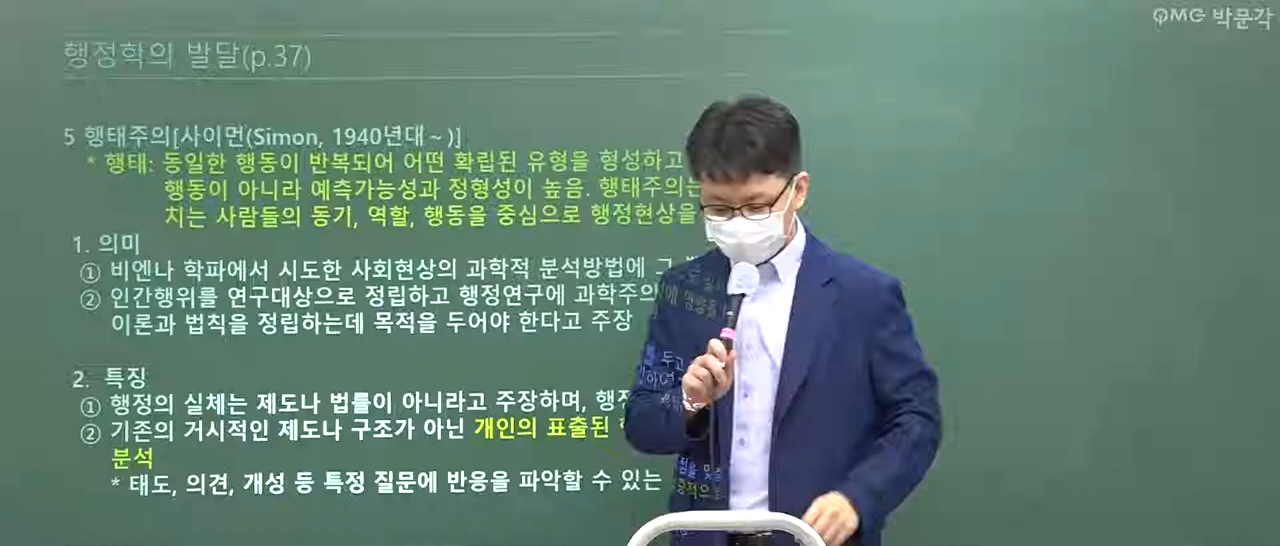 PMG 박문각
행정학의 발달(p.37)
5 행태주의[사이먼(Simon, 1940년대~)]
* 행태: 동일한 행동이 반복되어 어떤 확립된 유형을 형성하고
행동이 아니라 예측가능성과 정형성이 높음. 행태주의는
치는 사람들의 동기, 역할, 행동을 중심으로 행정현상을
1. 의미
① 비엔나 학파에서 시도한 사회현상의 과학적 분석방법에 그
② 인간행위를 연구대상으로 정립하고 행정연구에 과학주의
이론과 법칙을 정립하는데 목적을 두어야 한다고 주장
2. 특징
① 행정의 실체는 제도나 법률이 아니라고 주장하며, 행정
② 기존의 거시적인 제도나 구조가 아닌 개인의 표출된
분석
* 태도, 의견, 개성 등 특정 질문에 반응을 파악할 수 있는